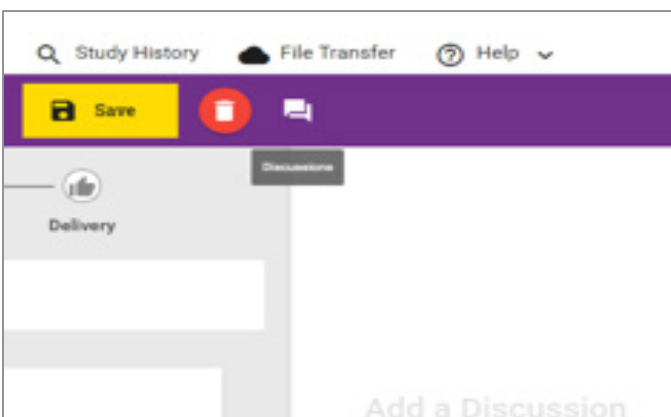 Study History File Transfer Help
Save
Discussions
Delivery
Add a Discussion